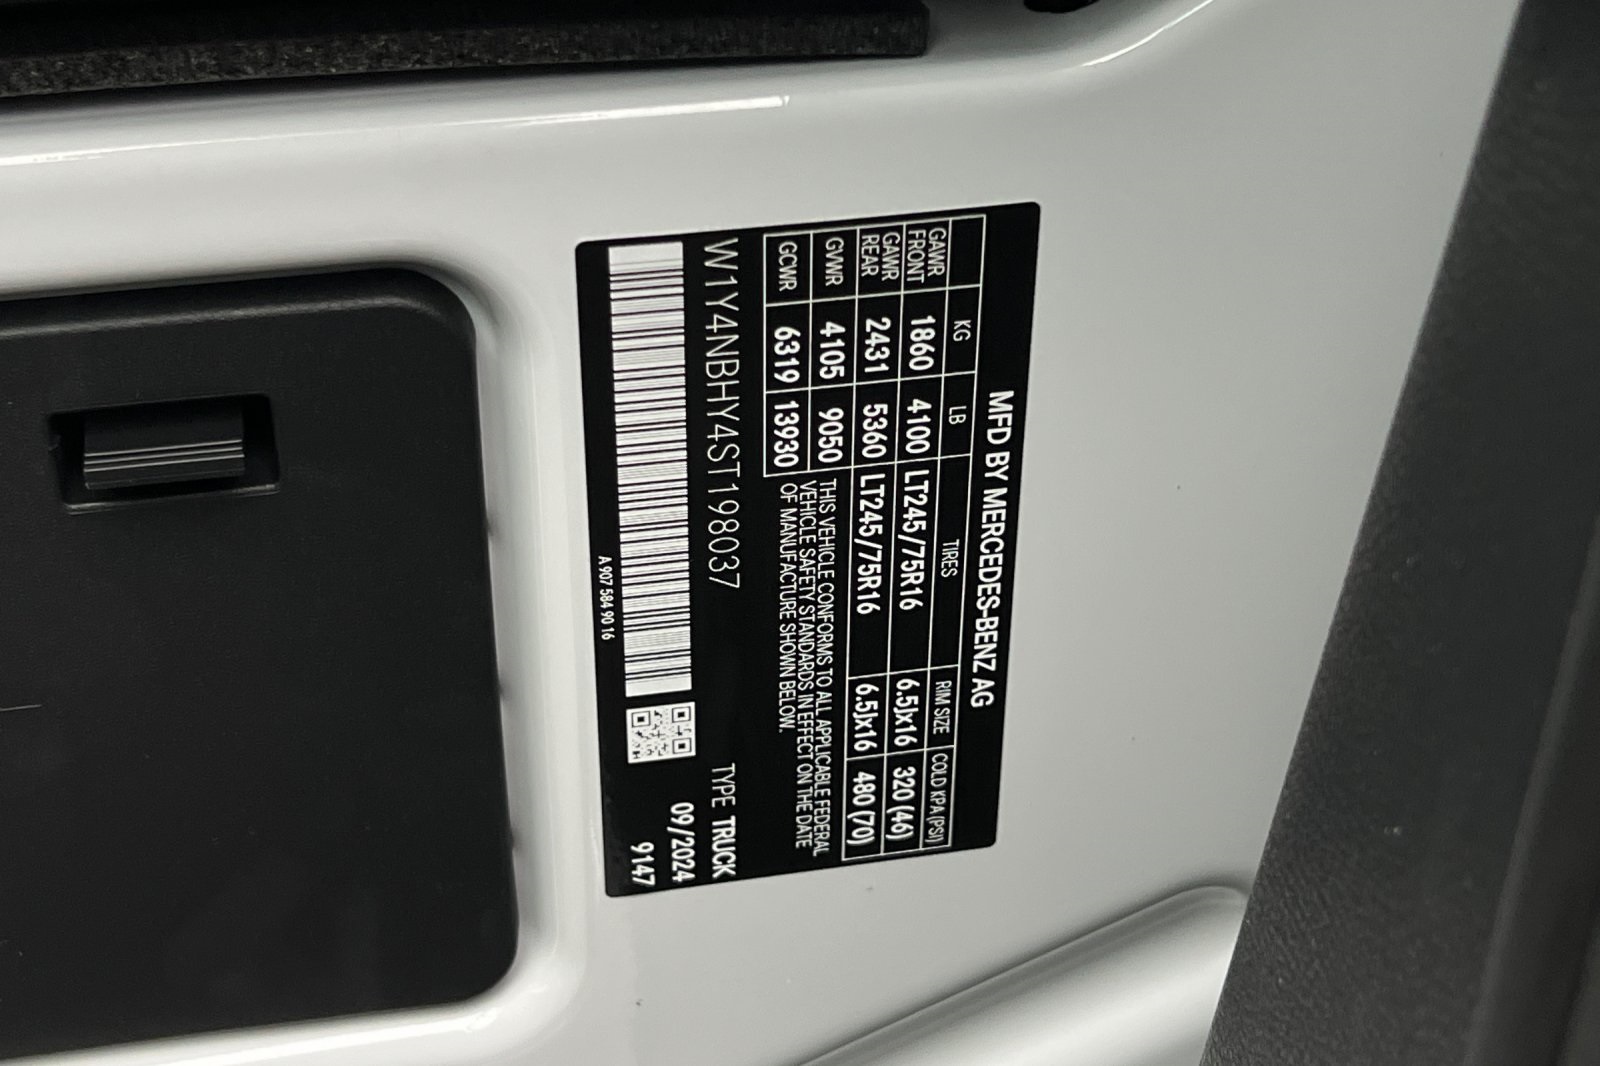 MFD BY MERCEDES-BENZ AG
KG LB TIRES RIM SIZE COLD KPA (PSI)
GAWR FRONT 1860 4100 LT245/75R16 6.5Jx16 320 (46)
GAWR REAR 2431 5360 LT245/75R16 6.5Jx16 480 (70)
GVWR 4105 9050
GCWR 6319 13930
THIS VEHICLE CONFORMS TO ALL APPLICABLE FEDERAL
VEHICLE SAFETY STANDARDS IN EFFECT ON THE DATE
OF MANUFACTURE SHOWN BELOW.
W1Y4NBHY4ST198037 TYPE TRUCK
09/2024
9147
A 907 584 90 16